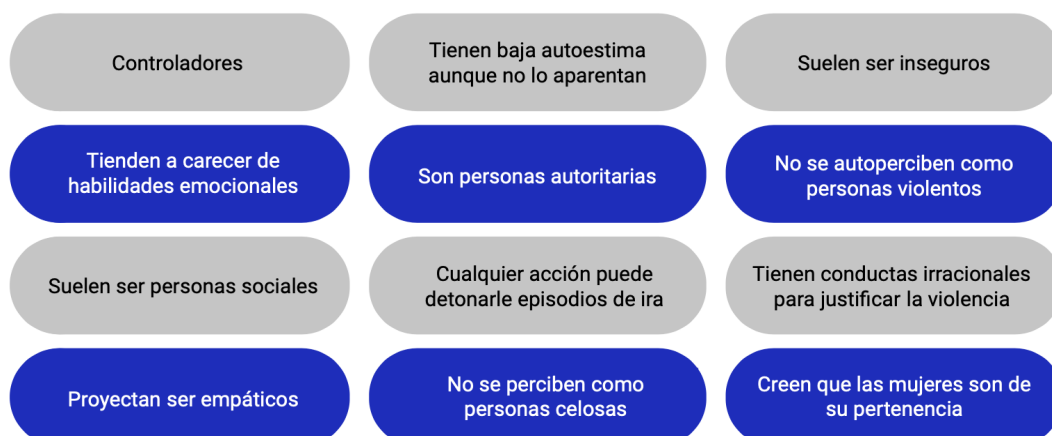 Controladores
Tienen baja autoestima
aunque no lo aparentan
Suelen ser inseguros
Tienden a carecer de
habilidades emocionales
Son personas autoritarias
No se autoperciben como
personas violentos
Suelen ser personas sociales
Cualquier acción puede
detonarle episodios de ira
Tienen conductas irracionales
para justificar la violencia
Proyectan ser empáticos
No se perciben como
personas celosas
Creen que las mujeres son de
su pertenencia